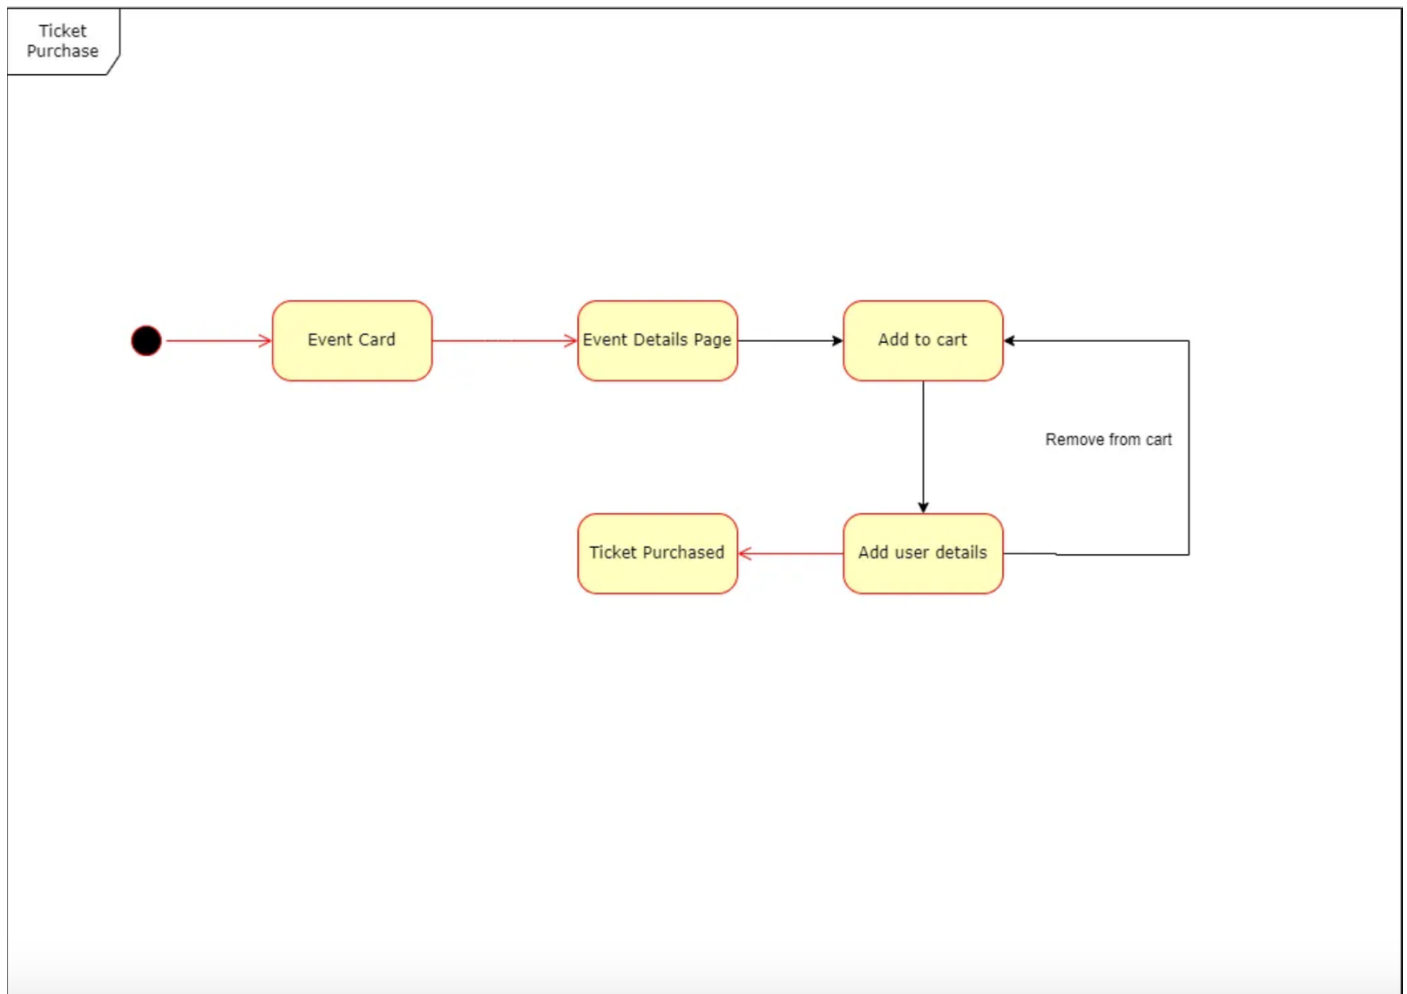 Ticket
Purchase
Event Card
Event Details Page
Add to cart
Remove from cart
Ticket Purchased
Add user details